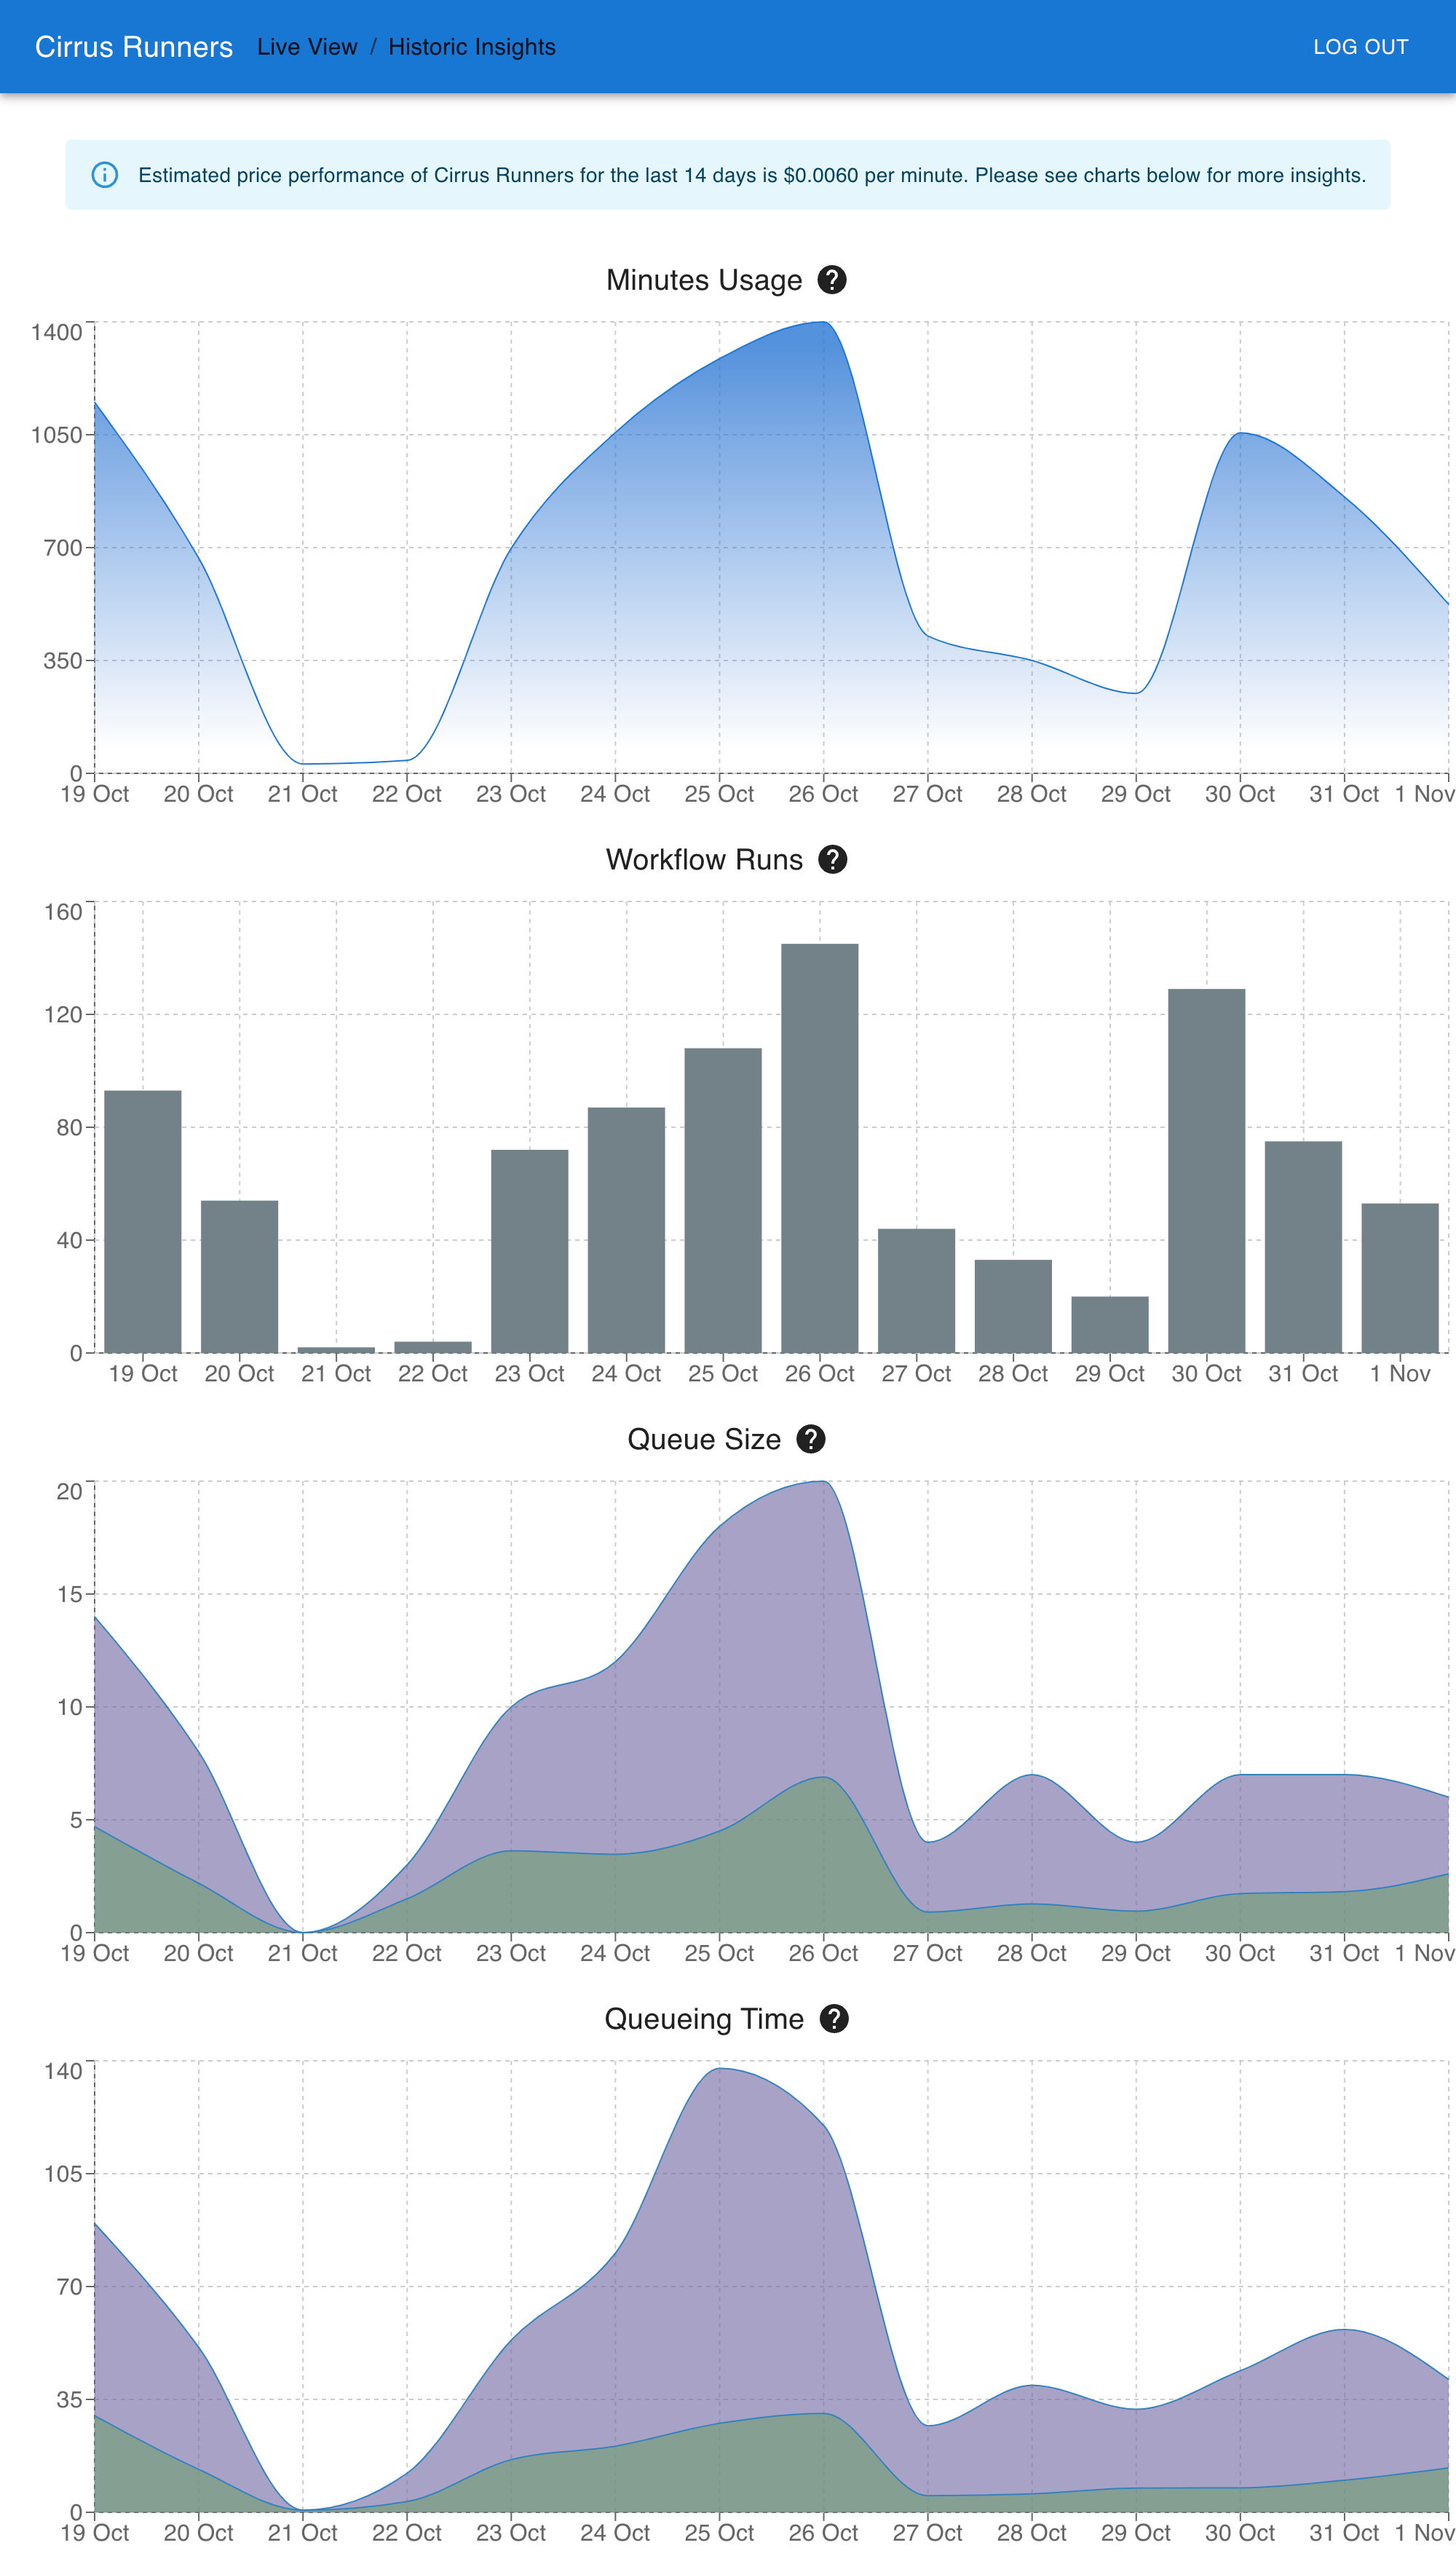 Cirrus Runners Live View / Historic Insights LOG OUT
Estimated price performance of Cirrus Runners for the last 14 days is $0.0060 per minute. Please see charts below for more insights.
Minutes Usage ?
1400
1050
700
350
0
19 Oct 20 Oct 21 Oct 22 Oct 23 Oct 24 Oct 25 Oct 26 Oct 27 Oct 28 Oct 29 Oct 30 Oct 31 Oct 1 Nov
Workflow Runs ?
160
120
80
40
0
19 Oct 20 Oct 21 Oct 22 Oct 23 Oct 24 Oct 25 Oct 26 Oct 27 Oct 28 Oct 29 Oct 30 Oct 31 Oct 1 Nov
Queue Size ?
20
15
10
5
0
19 Oct 20 Oct 21 Oct 22 Oct 23 Oct 24 Oct 25 Oct 26 Oct 27 Oct 28 Oct 29 Oct 30 Oct 31 Oct 1 Nov
Queueing Time ?
140
105
70
35
0
19 Oct 20 Oct 21 Oct 22 Oct 23 Oct 24 Oct 25 Oct 26 Oct 27 Oct 28 Oct 29 Oct 30 Oct 31 Oct 1 Nov